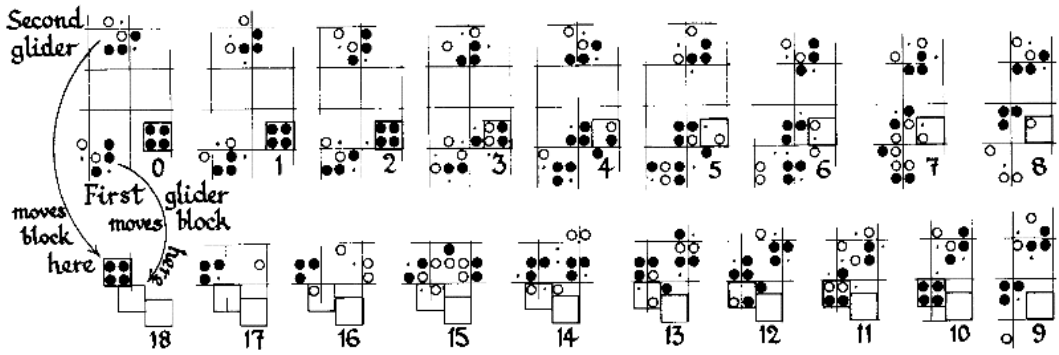 Second
glider
0 1 2 3 4 5 6 7 8
First glider
moves block
here
moves
block
here
18 17 16 15 14 13 12 11 10 9